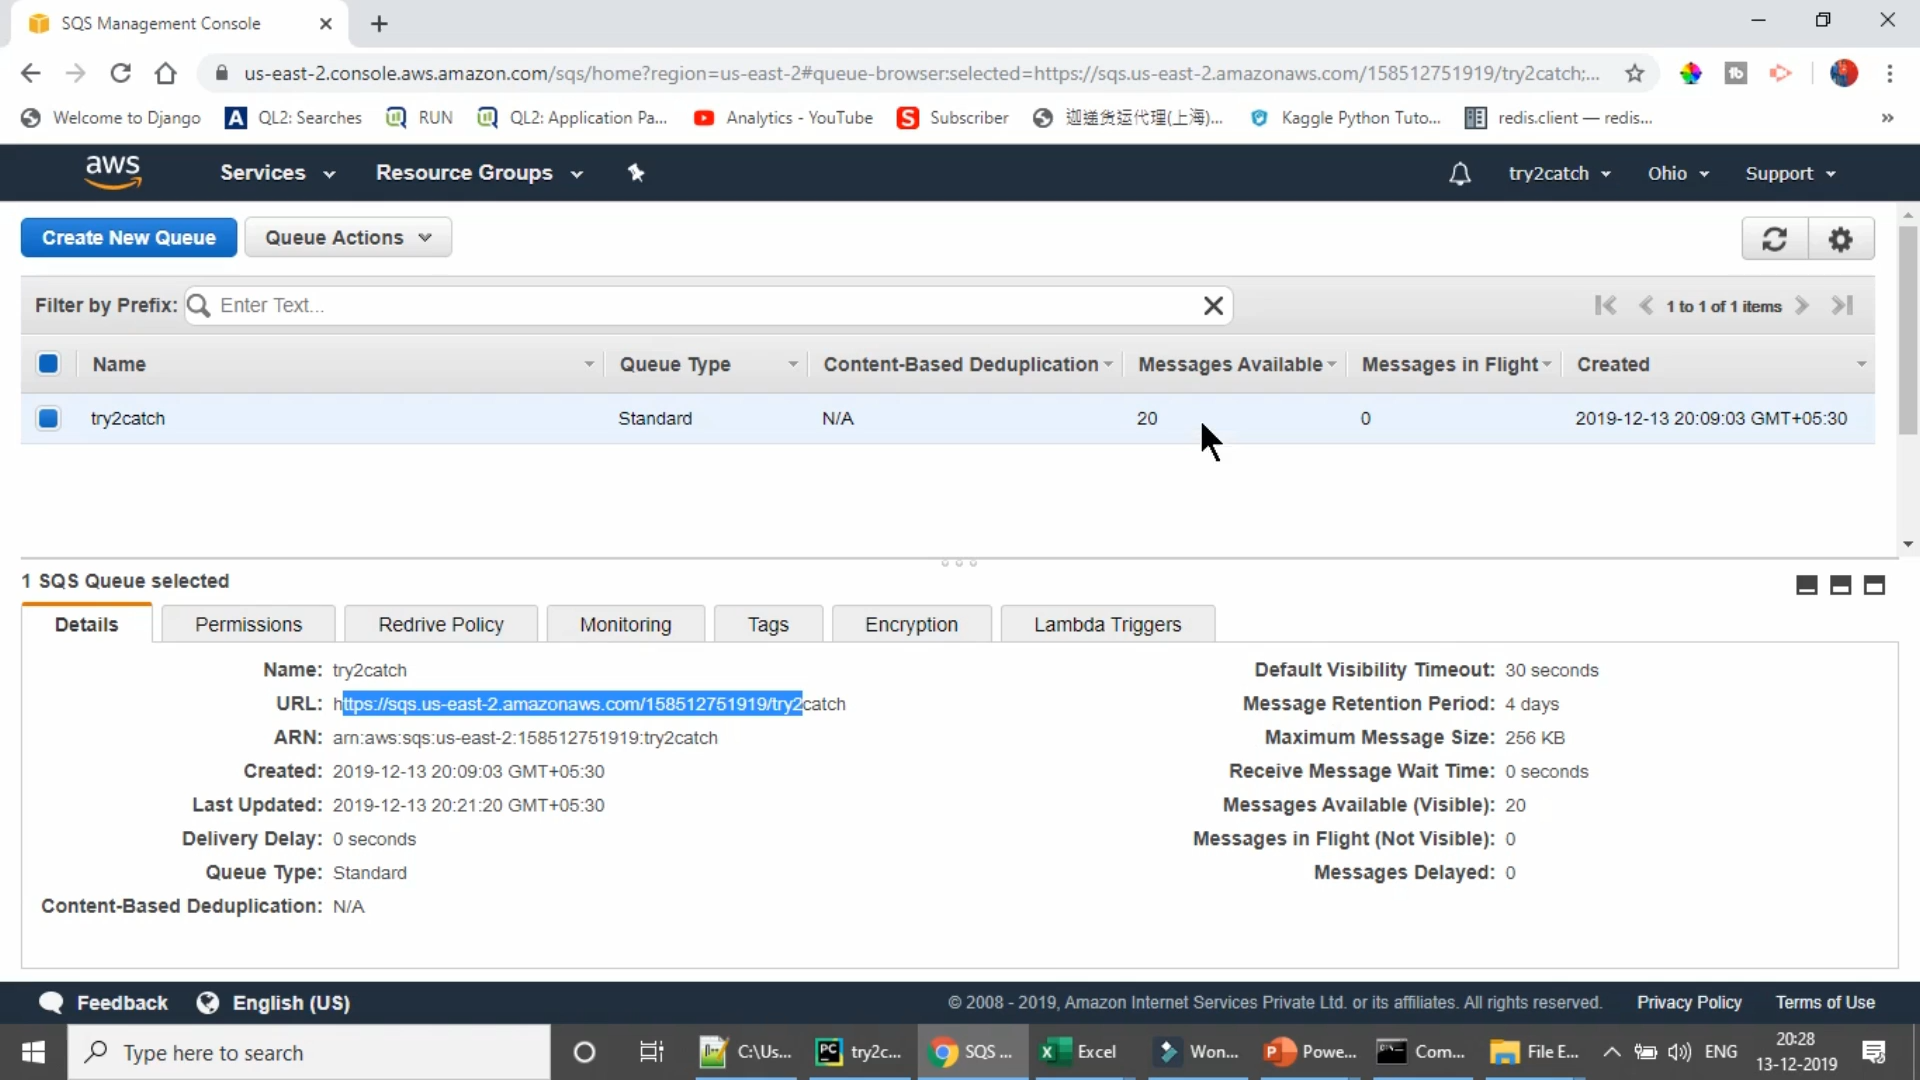 SQS Management Console
us-east-2.console.aws.amazon.com/sqs/home?region=us-east-2#queue-browser:selected=https://sqs.us-east-2.amazonaws.com/158512751919/try2catch;...
Welcome to Django QL2: Searches RUN QL2: Application Pa... Analytics - YouTube Subscriber 迦递货运代理(上海)... Kaggle Python Tuto... redis.client — redis... »
aws Services Resource Groups try2catch Ohio Support
Create New Queue Queue Actions
Filter by Prefix: Enter Text... 1 to 1 of 1 items
Name Queue Type Content-Based Deduplication Messages Available Messages in Flight Created
try2catch Standard N/A 20 0 2019-12-13 20:09:03 GMT+05:30
1 SQS Queue selected
Details Permissions Redrive Policy Monitoring Tags Encryption Lambda Triggers
Name: try2catch
URL: https://sqs.us-east-2.amazonaws.com/158512751919/try2catch
ARN: arn:aws:sqs:us-east-2:158512751919:try2catch
Created: 2019-12-13 20:09:03 GMT+05:30
Last Updated: 2019-12-13 20:21:20 GMT+05:30
Delivery Delay: 0 seconds
Queue Type: Standard
Content-Based Deduplication: N/A
Default Visibility Timeout: 30 seconds
Message Retention Period: 4 days
Maximum Message Size: 256 KB
Receive Message Wait Time: 0 seconds
Messages Available (Visible): 20
Messages in Flight (Not Visible): 0
Messages Delayed: 0
Feedback English (US) © 2008 - 2019, Amazon Internet Services Private Ltd. or its affiliates. All rights reserved. Privacy Policy Terms of Use
Type here to search C:\Us... try2c... SQS ... Excel Won... Powe... Com... File E... ENG 20:28
13-12-2019